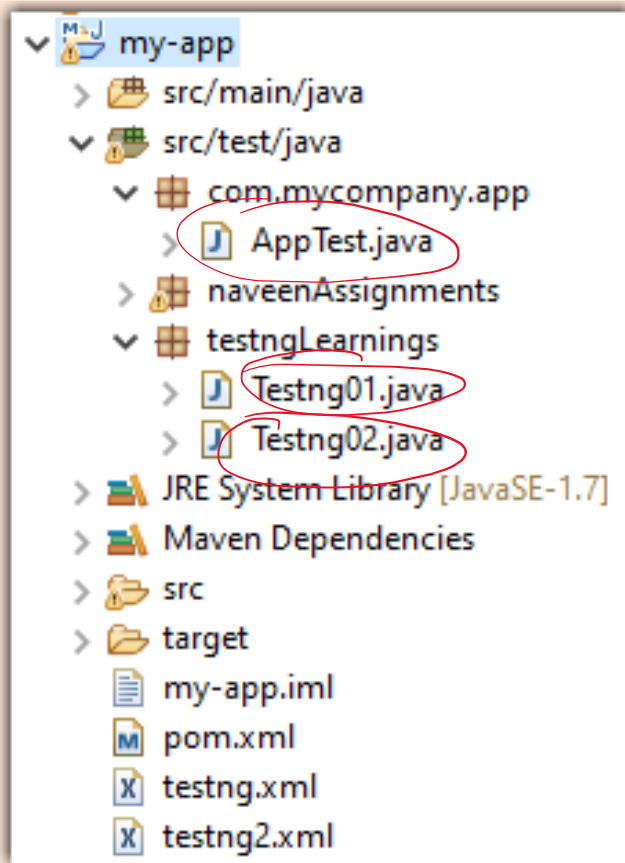 my-app
src/main/java
src/test/java
com.mycompany.app
AppTest.java
naveenAssignments
testngLearnings
Testng01.java
Testng02.java
JRE System Library [JavaSE-1.7]
Maven Dependencies
src
target
my-app.iml
pom.xml
testng.xml
testng2.xml